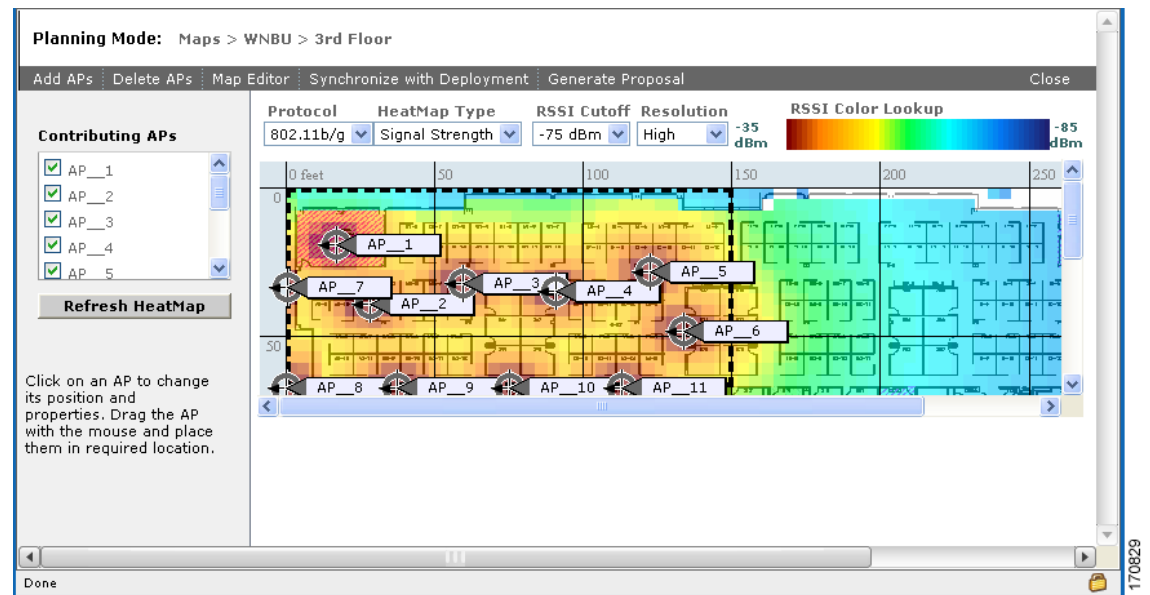 Planning Mode: Maps > WNBU > 3rd Floor
Add APs Delete APs Map Editor Synchronize with Deployment Generate Proposal Close
Contributing APs
AP__1
AP__2
AP__3
AP__4
AP__5
Refresh HeatMap
Click on an AP to change
its position and
properties. Drag the AP
with the mouse and place
them in required location.
Protocol HeatMap Type RSSI Cutoff Resolution RSSI Color Lookup
802.11b/g Signal Strength -75 dBm High -35 dBm -85 dBm
0 feet 50 100 150 200 250
0
AP__1
AP__5
AP__7 AP__3 AP__4
AP__2
AP__6
50
AP__8 AP__9 AP__10 AP__11
Done
170829